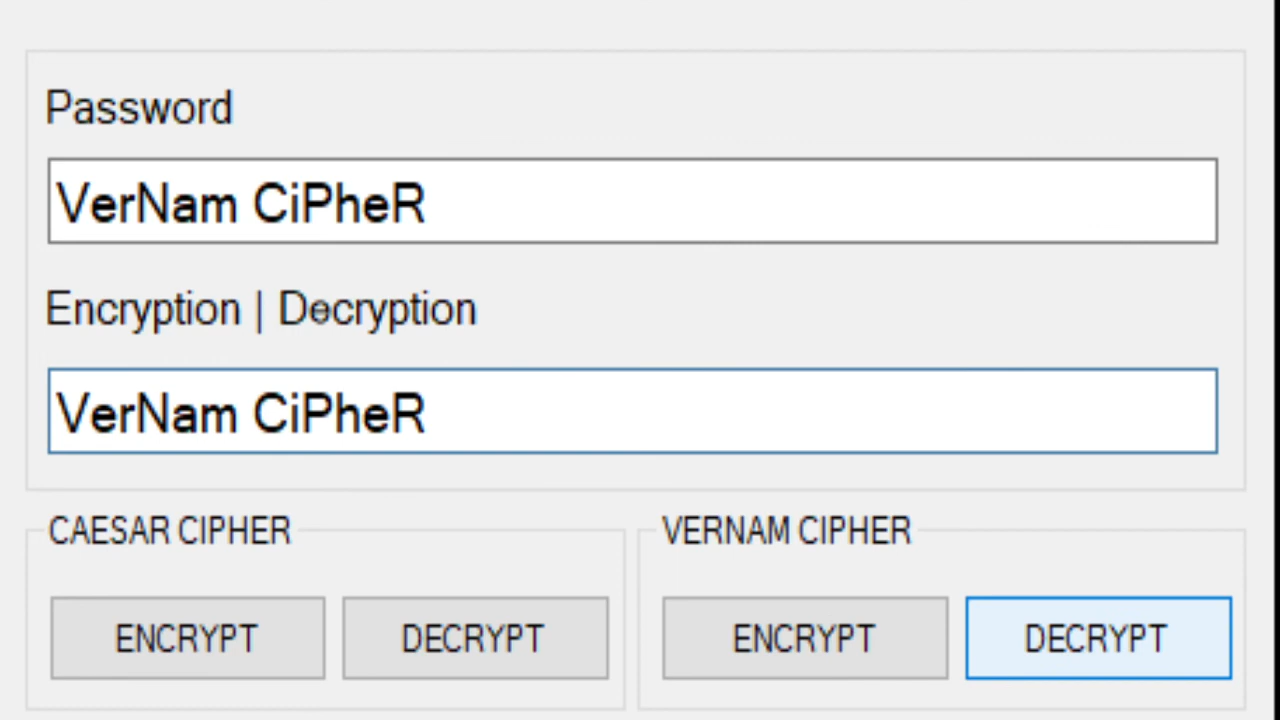 Password
VerNam CiPheR
Encryption | Decryption
VerNam CiPheR
CAESAR CIPHER
VERNAM CIPHER
ENCRYPT
DECRYPT
ENCRYPT
DECRYPT